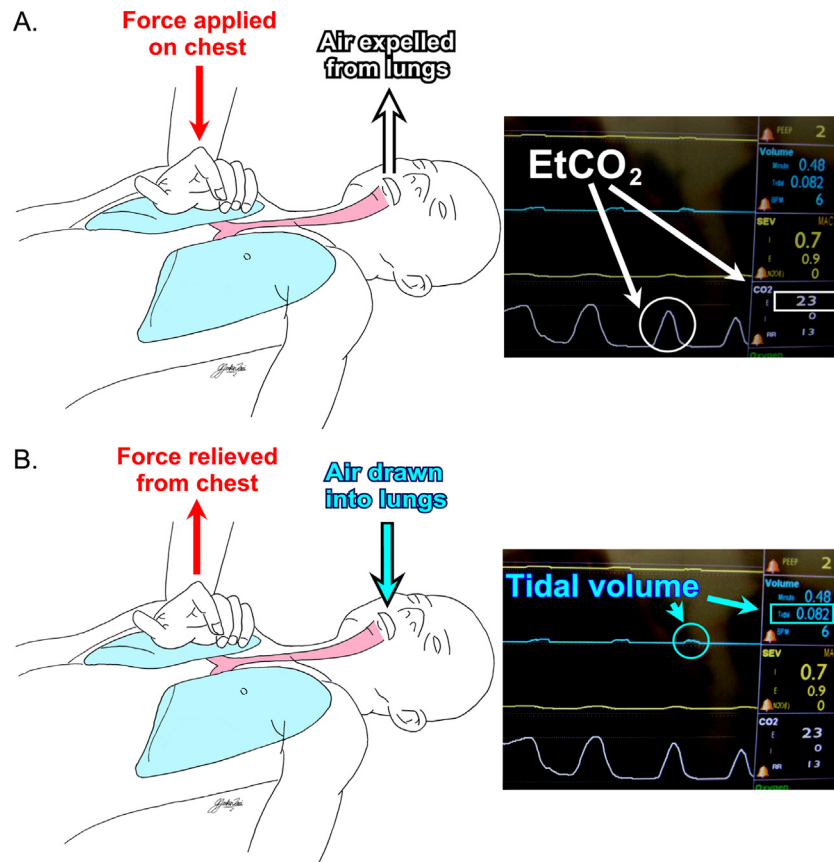 A.
Force applied
on chest
Air expelled
from lungs
EtCO2
PEEP 2
Volume
Minute 0.48
Tidal 0.082
BPM 6
SEV MAC
I 0.7
E 0.9
(N2O E) 0
CO2
E 23
I 0
RR 13
Oxygen
B.
Force relieved
from chest
Air drawn
into lungs
Tidal volume
PEEP 2
Volume
Minute 0.48
Tidal 0.082
BPM 6
SEV MA
I 0.7
E 0.9
0
CO2
E 23
I 0
RR 13
Oxygen